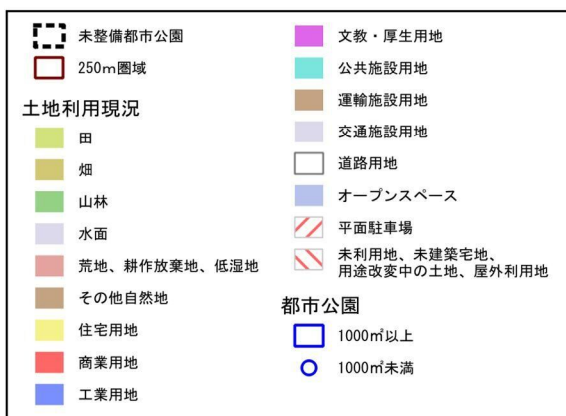 未整備都市公園
250m圏域
土地利用現況
田
畑
山林
水面
荒地、耕作放棄地、低湿地
その他自然地
住宅用地
商業用地
工業用地
文教・厚生用地
公共施設用地
運輸施設用地
交通施設用地
道路用地
オープンスペース
平面駐車場
未利用地、未建築宅地、
用途改変中の土地、屋外利用地
都市公園
1000㎡以上
1000㎡未満